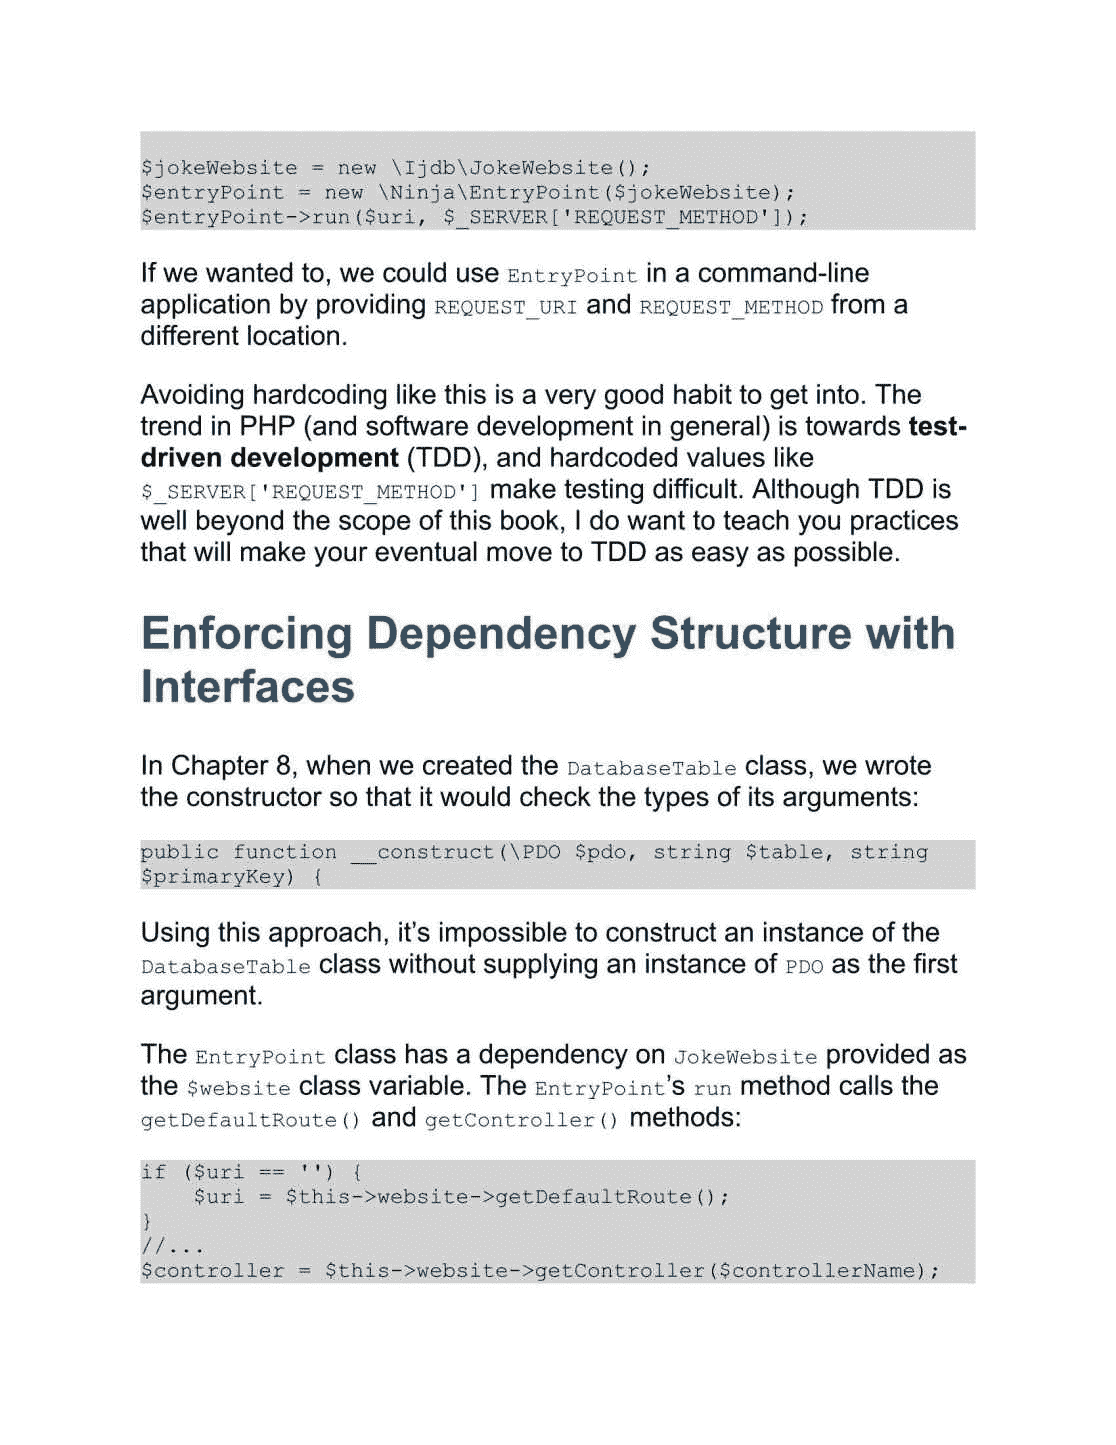 $jokeWebsite = new \Ijdb\JokeWebsite();
$entryPoint = new \Ninja\EntryPoint($jokeWebsite);
$entryPoint->run($uri, $_SERVER['REQUEST_METHOD']);
If we wanted to, we could use EntryPoint in a command-line
application by providing REQUEST_URI and REQUEST_METHOD from a
different location.
Avoiding hardcoding like this is a very good habit to get into. The
trend in PHP (and software development in general) is towards test-
driven development (TDD), and hardcoded values like
$_SERVER['REQUEST_METHOD'] make testing difficult. Although TDD is
well beyond the scope of this book, I do want to teach you practices
that will make your eventual move to TDD as easy as possible.
Enforcing Dependency Structure with
Interfaces
In Chapter 8, when we created the DatabaseTable class, we wrote
the constructor so that it would check the types of its arguments:
public function __construct(\PDO $pdo, string $table, string
$primaryKey) {
Using this approach, it’s impossible to construct an instance of the
DatabaseTable class without supplying an instance of PDO as the first
argument.
The EntryPoint class has a dependency on JokeWebsite provided as
the $website class variable. The EntryPoint’s run method calls the
getDefaultRoute() and getController() methods:
if ($uri == '') {
    $uri = $this->website->getDefaultRoute();
}
//...
$controller = $this->website->getController($controllerName);